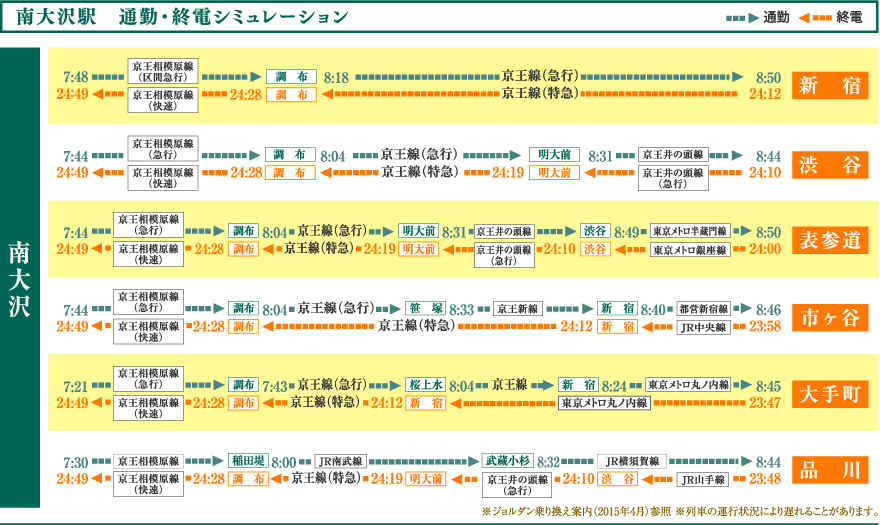 南大沢駅 通勤・終電シミュレーション 通勤 終電
南大沢
7:48 京王相模原線(区間急行) 調布 8:18 京王線(急行) 8:50 新宿
24:49 京王相模原線(快速) 24:28 調布 京王線(特急) 24:12
7:44 京王相模原線(急行) 調布 8:04 京王線(急行) 明大前 8:31 京王井の頭線 8:44 渋谷
24:49 京王相模原線(快速) 24:28 調布 京王線(特急) 24:19 明大前 京王井の頭線(急行) 24:10
7:44 京王相模原線(急行) 調布 8:04 京王線(急行) 明大前 8:31 京王井の頭線 渋谷 8:49 東京メトロ半蔵門線 8:50 表参道
24:49 京王相模原線(快速) 24:28 調布 京王線(特急) 24:19 明大前 京王井の頭線(急行) 24:10 渋谷 東京メトロ銀座線 24:00
7:44 京王相模原線(急行) 調布 8:04 京王線(急行) 笹塚 8:33 京王新線 新宿 8:40 都営新宿線 8:46 市ヶ谷
24:49 京王相模原線(快速) 24:28 調布 京王線(特急) 24:12 新宿 JR中央線 23:58
7:21 京王相模原線(急行) 調布 7:43 京王線(急行) 桜上水 8:04 京王線 新宿 8:24 東京メトロ丸ノ内線 8:45 大手町
24:49 京王相模原線(快速) 24:28 調布 京王線(特急) 24:12 新宿 東京メトロ丸ノ内線 23:47
7:30 京王相模原線 稲田堤 8:00 JR南武線 武蔵小杉 8:32 JR横須賀線 8:44 品川
24:49 京王相模原線(快速) 24:28 調布 京王線(特急) 24:19 明大前 京王井の頭線(急行) 24:10 渋谷 JR山手線 23:48
※ジョルダン乗り換え案内(2015年4月)参照 ※列車の運行状況により遅れることがあります。